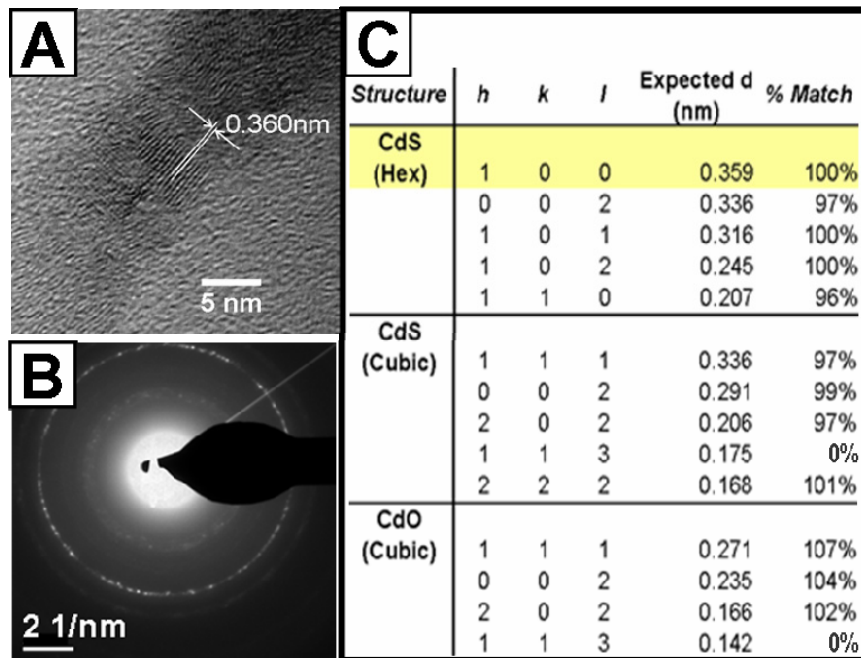 A
0.360nm
5 nm
B
2 1/nm
C
Structure h k l Expected d (nm) % Match
CdS (Hex) 1 0 0 0.359 100%
0 0 2 0.336 97%
1 0 1 0.316 100%
1 0 2 0.245 100%
1 1 0 0.207 96%
CdS (Cubic) 1 1 1 0.336 97%
0 0 2 0.291 99%
2 0 2 0.206 97%
1 1 3 0.175 0%
2 2 2 0.168 101%
CdO (Cubic) 1 1 1 0.271 107%
0 0 2 0.235 104%
2 0 2 0.166 102%
1 1 3 0.142 0%